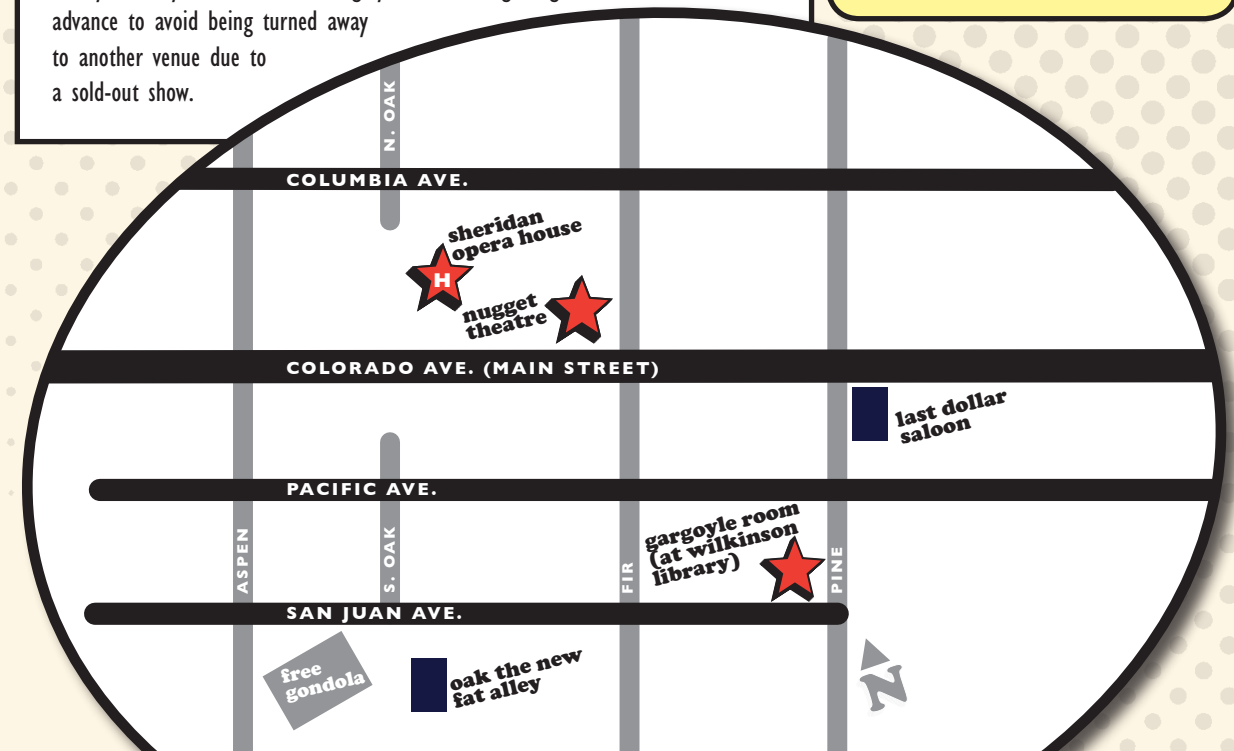 advance to avoid being turned away
to another venue due to
a sold-out show.
N. OAK
COLUMBIA AVE.
sheridan
opera house
H
nugget
theatre
COLORADO AVE. (MAIN STREET)
last dollar
saloon
PACIFIC AVE.
ASPEN
S. OAK
FIR
gargoyle room
(at wilkinson
library)
PINE
SAN JUAN AVE.
free
gondola
oak the new
fat alley
N